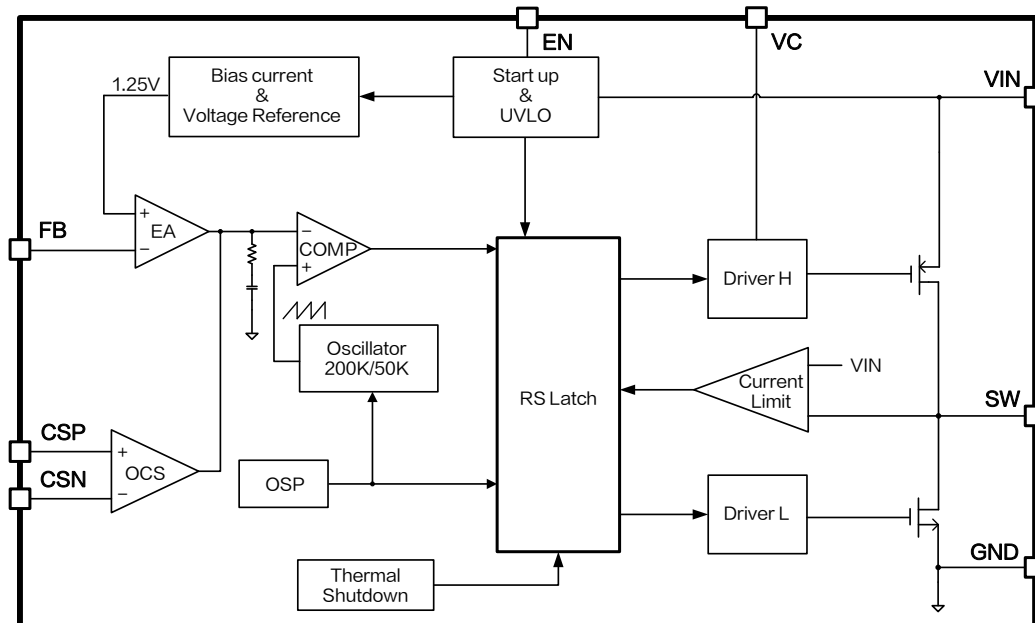 EN
VC
1.25V
Bias current
&
Voltage Reference
Start up
&
UVLO
VIN
FB
+
EA
−
−
COMP
+
Driver H
Oscillator
200K/50K
RS Latch
Current
Limit
VIN
SW
CSP
CSN
+
OCS
−
OSP
Driver L
GND
Thermal
Shutdown